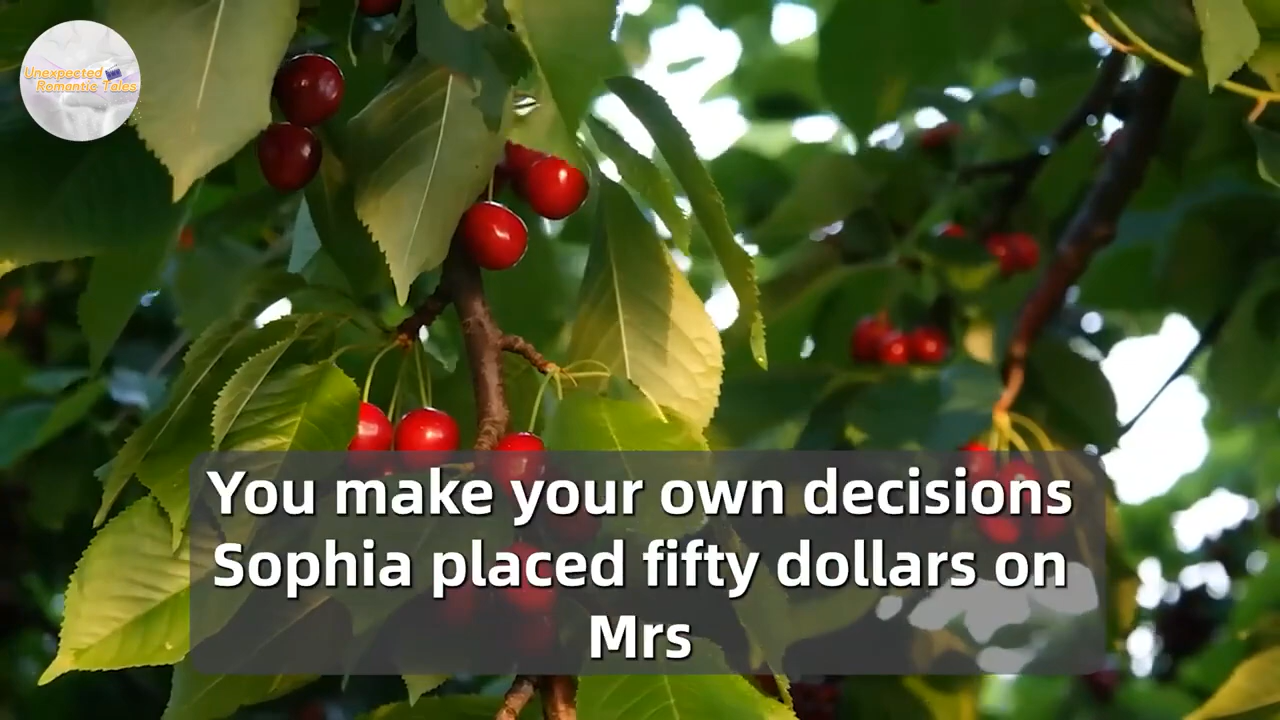 Unexpected
Romantic Tales
You make your own decisions
Sophia placed fifty dollars on
Mrs